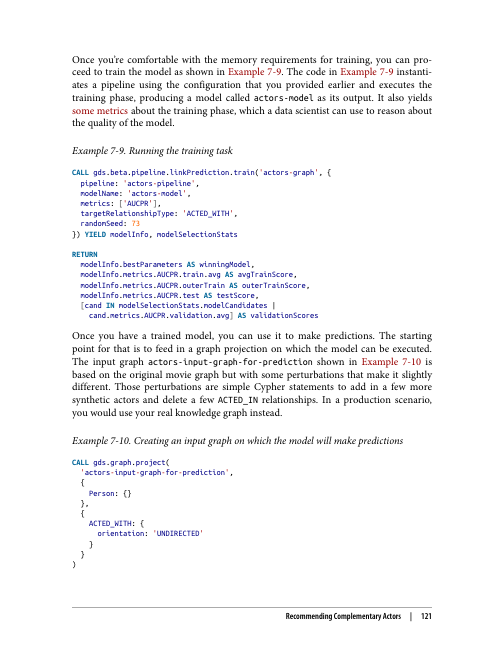 Once you're comfortable with the memory requirements for training, you can pro-
ceed to train the model as shown in Example 7-9. The code in Example 7-9 instanti-
ates a pipeline using the configuration that you provided earlier and executes the
training phase, producing a model called actors-model as its output. It also yields
some metrics about the training phase, which a data scientist can use to reason about
the quality of the model.
Example 7-9. Running the training task
CALL gds.beta.pipeline.linkPrediction.train('actors-graph', {
  pipeline: 'actors-pipeline',
  modelName: 'actors-model',
  metrics: ['AUCPR'],
  targetRelationshipType: 'ACTED_WITH',
  randomSeed: 73
}) YIELD modelInfo, modelSelectionStats
RETURN
  modelInfo.bestParameters AS winningModel,
  modelInfo.metrics.AUCPR.train.avg AS avgTrainScore,
  modelInfo.metrics.AUCPR.outerTrain AS outerTrainScore,
  modelInfo.metrics.AUCPR.test AS testScore,
  [cand IN modelSelectionStats.modelCandidates |
    cand.metrics.AUCPR.validation.avg] AS validationScores
Once you have a trained model, you can use it to make predictions. The starting
point for that is to feed in a graph projection on which the model can be executed.
The input graph actors-input-graph-for-prediction shown in Example 7-10 is
based on the original movie graph but with some perturbations that make it slightly
different. Those perturbations are simple Cypher statements to add in a few more
synthetic actors and delete a few ACTED_IN relationships. In a production scenario,
you would use your real knowledge graph instead.
Example 7-10. Creating an input graph on which the model will make predictions
CALL gds.graph.project(
  'actors-input-graph-for-prediction',
  {
    Person: {}
  },
  {
    ACTED_WITH: {
      orientation: 'UNDIRECTED'
    }
  }
)
Recommending Complementary Actors | 121